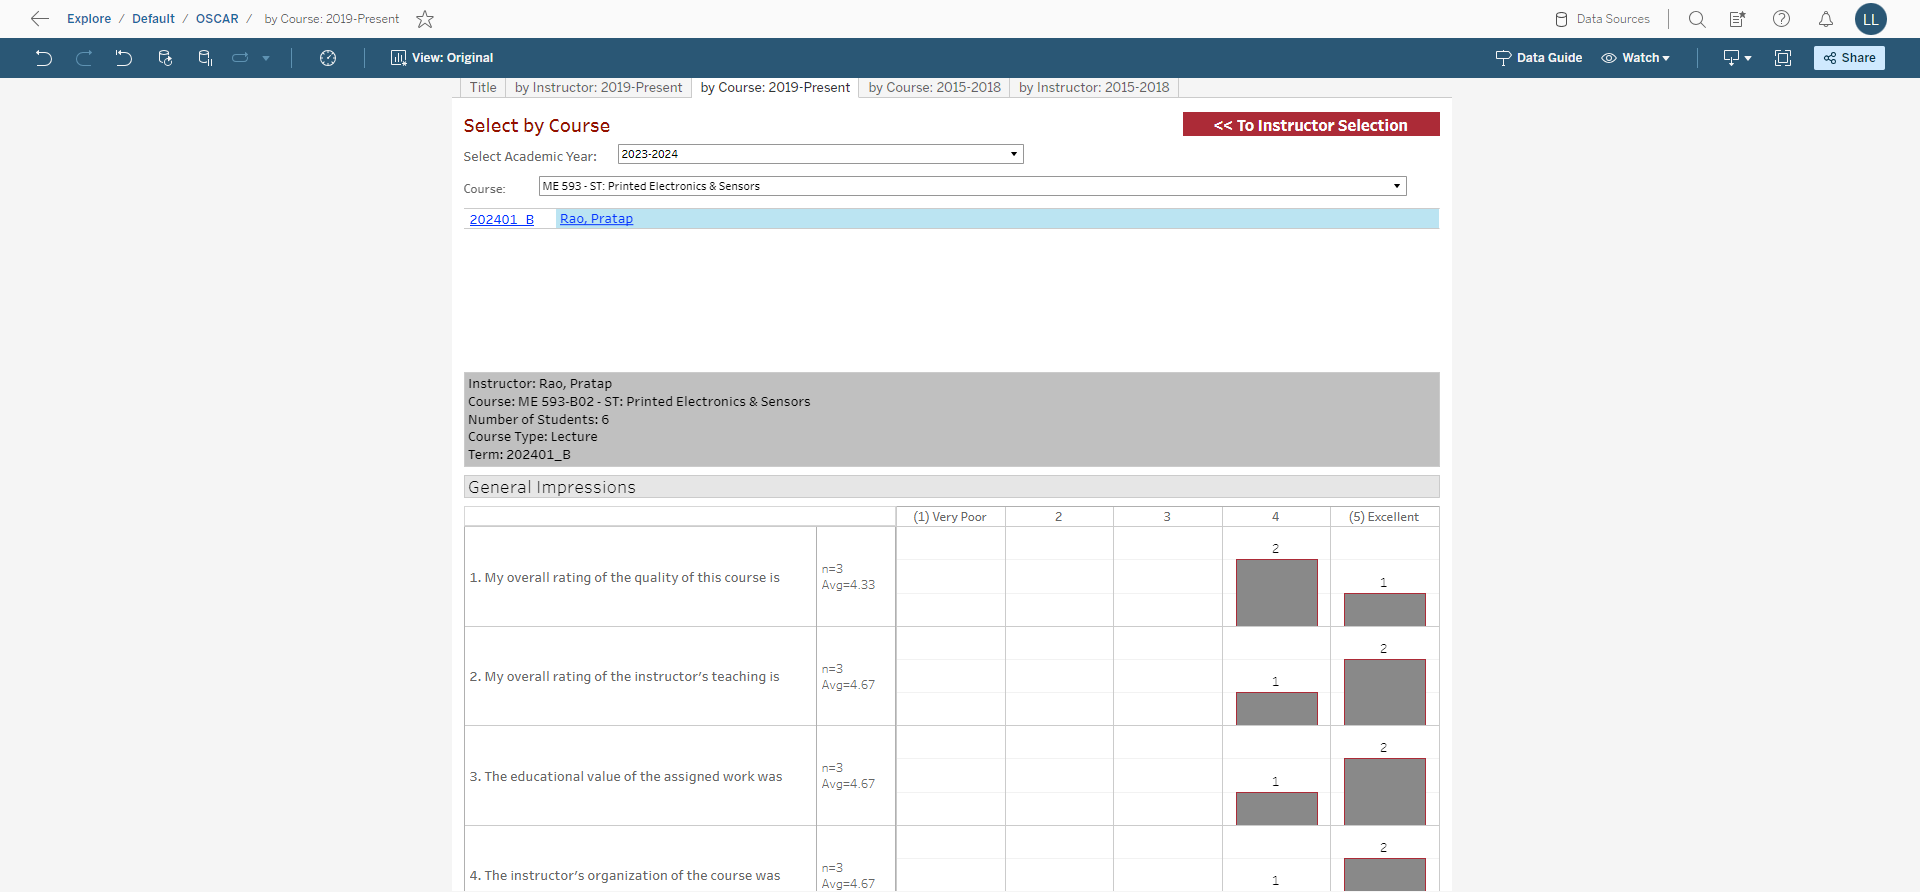 Explore / Default / OSCAR / by Course: 2019-Present
Data Sources
LL
View: Original
Data Guide
Watch
Share
Title
by Instructor: 2019-Present
by Course: 2019-Present
by Course: 2015-2018
by Instructor: 2015-2018
Select by Course
<< To Instructor Selection
Select Academic Year:
2023-2024
Course:
ME 593 - ST: Printed Electronics & Sensors
202401_B
Rao, Pratap
Instructor: Rao, Pratap
Course: ME 593-B02 - ST: Printed Electronics & Sensors
Number of Students: 6
Course Type: Lecture
Term: 202401_B
General Impressions
(1) Very Poor
2
3
4
(5) Excellent
1. My overall rating of the quality of this course is
n=3
Avg=4.33
2
1
2. My overall rating of the instructor's teaching is
n=3
Avg=4.67
1
2
3. The educational value of the assigned work was
n=3
Avg=4.67
1
2
4. The instructor's organization of the course was
n=3
Avg=4.67
1
2